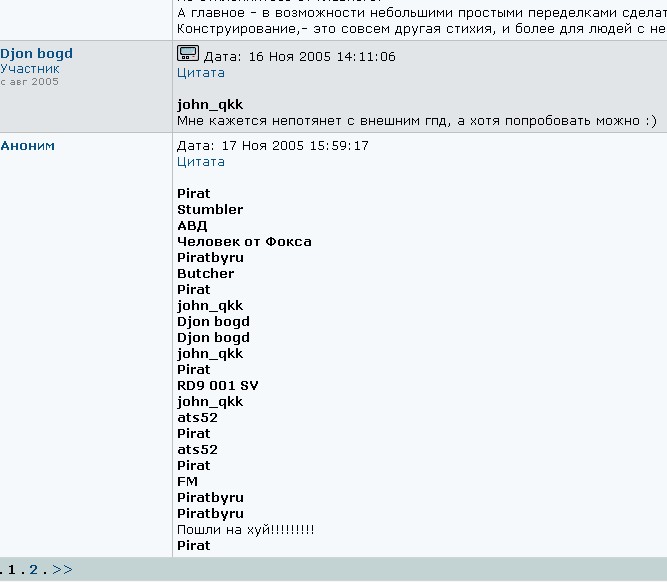 А главное - в возможности небольшими простыми переделками сделат
Конструирование,- это совсем другая стихия, и более для людей с не
Djon bogd
Участник
с авг 2005
Дата: 16 Ноя 2005 14:11:06
Цитата
john_qkk
Мне кажется непотянет с внешним гпд, а хотя попробовать можно :)
Аноним
Дата: 17 Ноя 2005 15:59:17
Цитата
Pirat
Stumbler
АВД
Человек от Фокса
Piratbyru
Butcher
Pirat
john_qkk
Djon bogd
Djon bogd
john_qkk
Pirat
RD9 001 SV
john_qkk
ats52
Pirat
ats52
Pirat
FM
Piratbyru
Piratbyru
Пошли на хуй!!!!!!!!!
Pirat
. 1 . 2 . >>